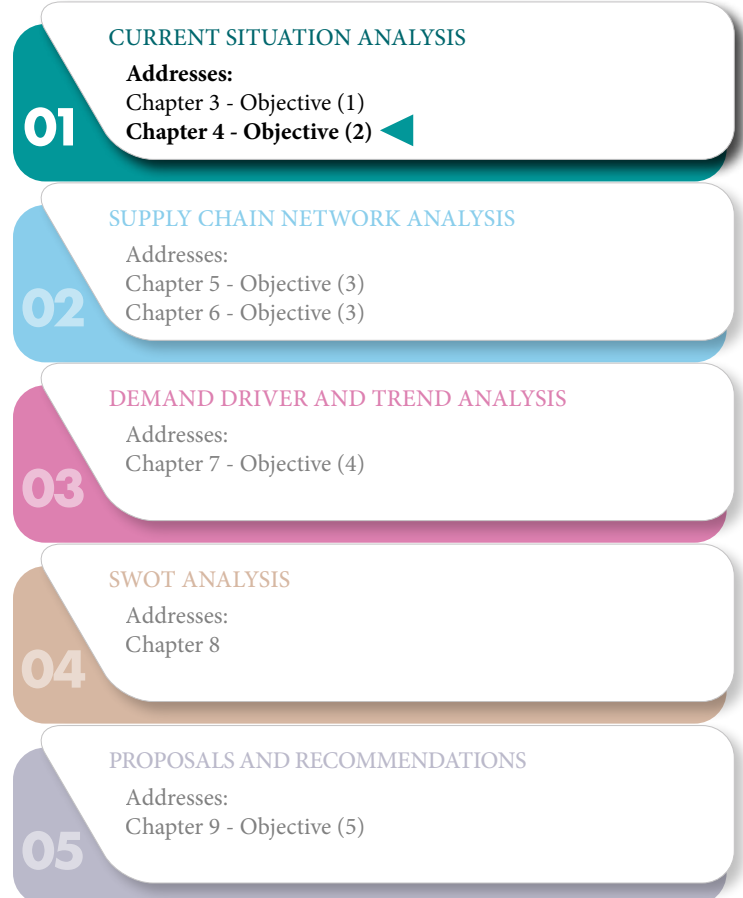 CURRENT SITUATION ANALYSIS
Addresses:
Chapter 3 - Objective (1)
Chapter 4 - Objective (2)
01
SUPPLY CHAIN NETWORK ANALYSIS
Addresses:
Chapter 5 - Objective (3)
Chapter 6 - Objective (3)
02
DEMAND DRIVER AND TREND ANALYSIS
Addresses:
Chapter 7 - Objective (4)
03
SWOT ANALYSIS
Addresses:
Chapter 8
04
PROPOSALS AND RECOMMENDATIONS
Addresses:
Chapter 9 - Objective (5)
05